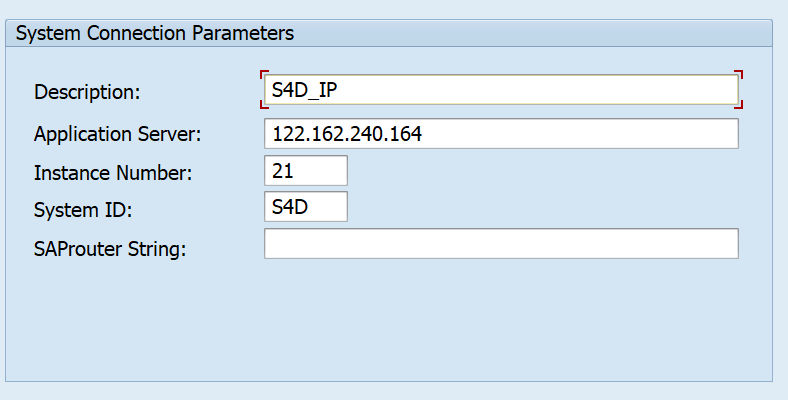 System Connection Parameters
Description: S4D_IP
Application Server: 122.162.240.164
Instance Number: 21
System ID: S4D
SAProuter String: